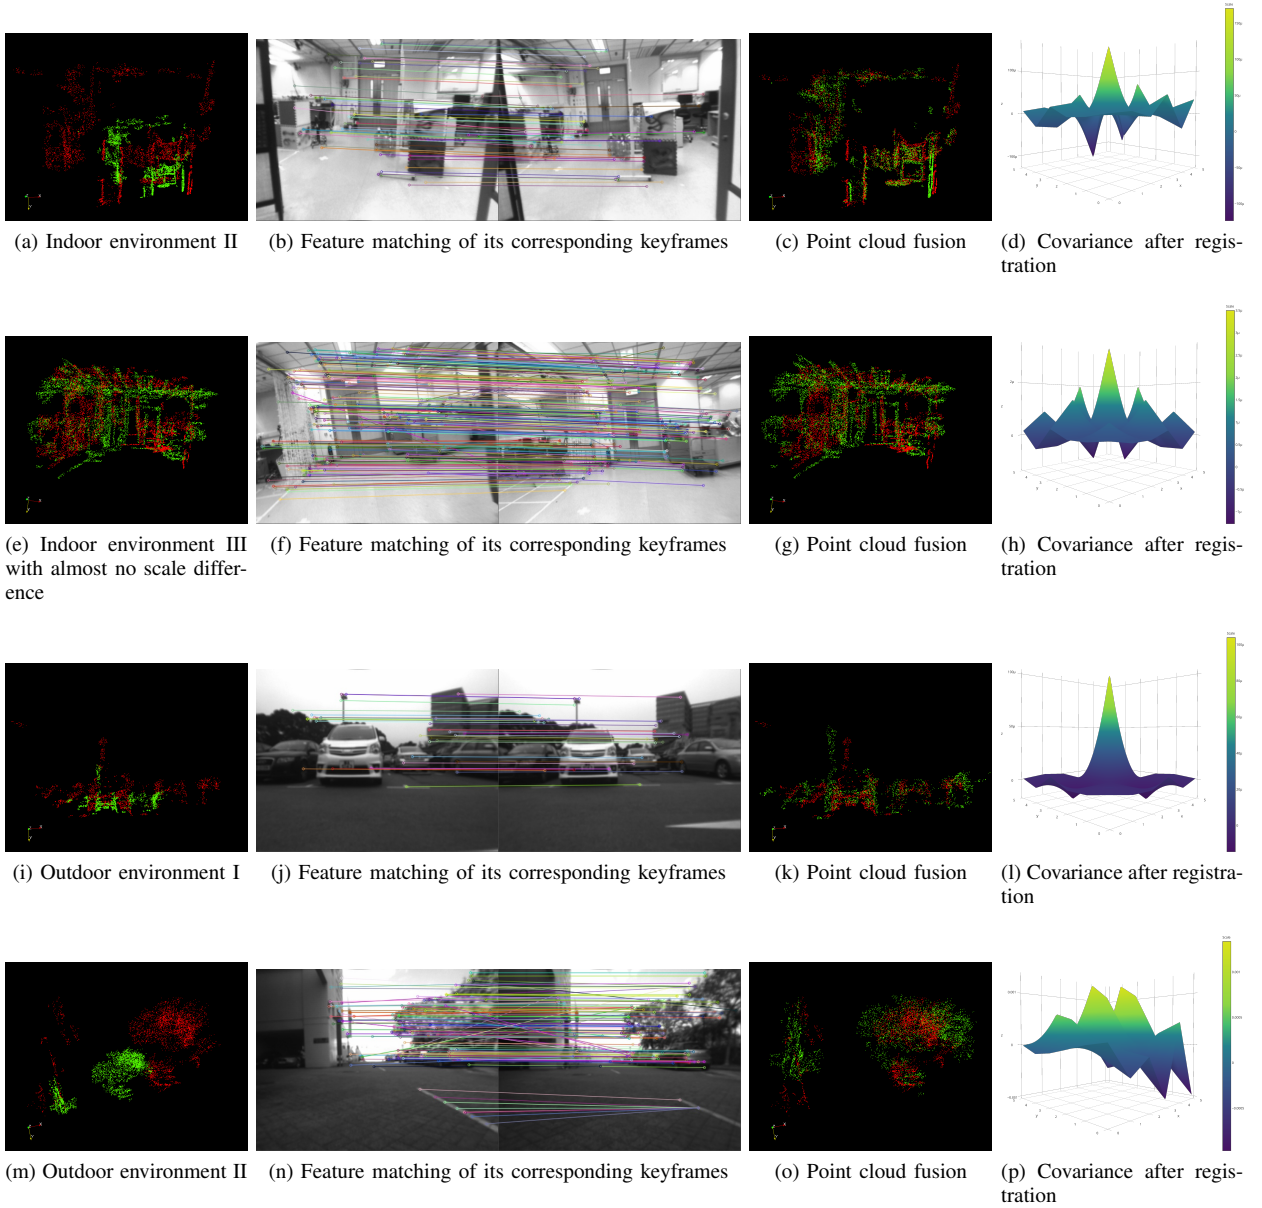 (a) Indoor environment II
(b) Feature matching of its corresponding keyframes
(c) Point cloud fusion
(d) Covariance after regis-
tration
(e) Indoor environment III
with almost no scale differ-
ence
(f) Feature matching of its corresponding keyframes
(g) Point cloud fusion
(h) Covariance after regis-
tration
(i) Outdoor environment I
(j) Feature matching of its corresponding keyframes
(k) Point cloud fusion
(l) Covariance after registra-
tion
(m) Outdoor environment II
(n) Feature matching of its corresponding keyframes
(o) Point cloud fusion
(p) Covariance after regis-
tration